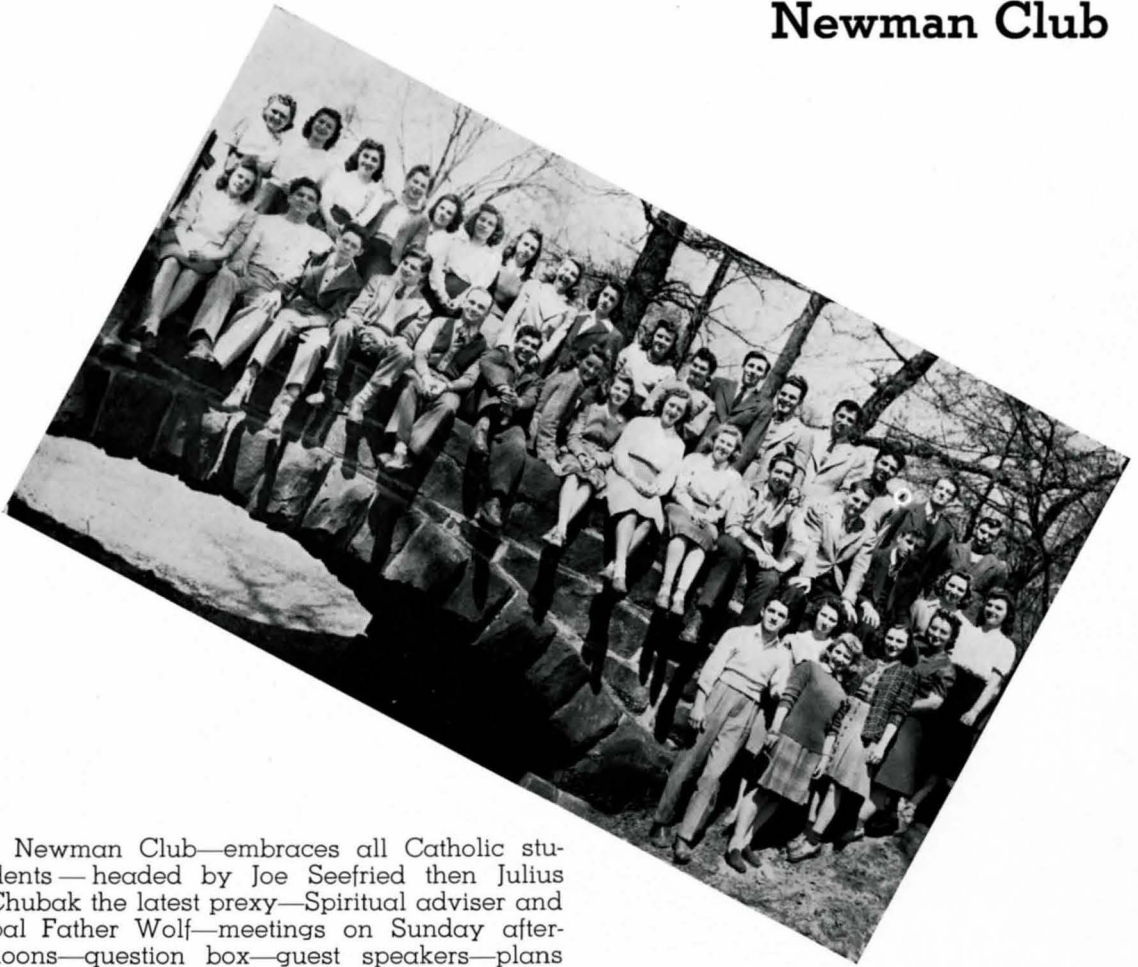 Newman Club
Newman Club—embraces all Catholic stu-
dents — headed by Joe Seefried then Julius
Chubak the latest prexy—Spiritual adviser and
pal Father Wolf—meetings on Sunday after-
noons—question box—guest speakers—plans